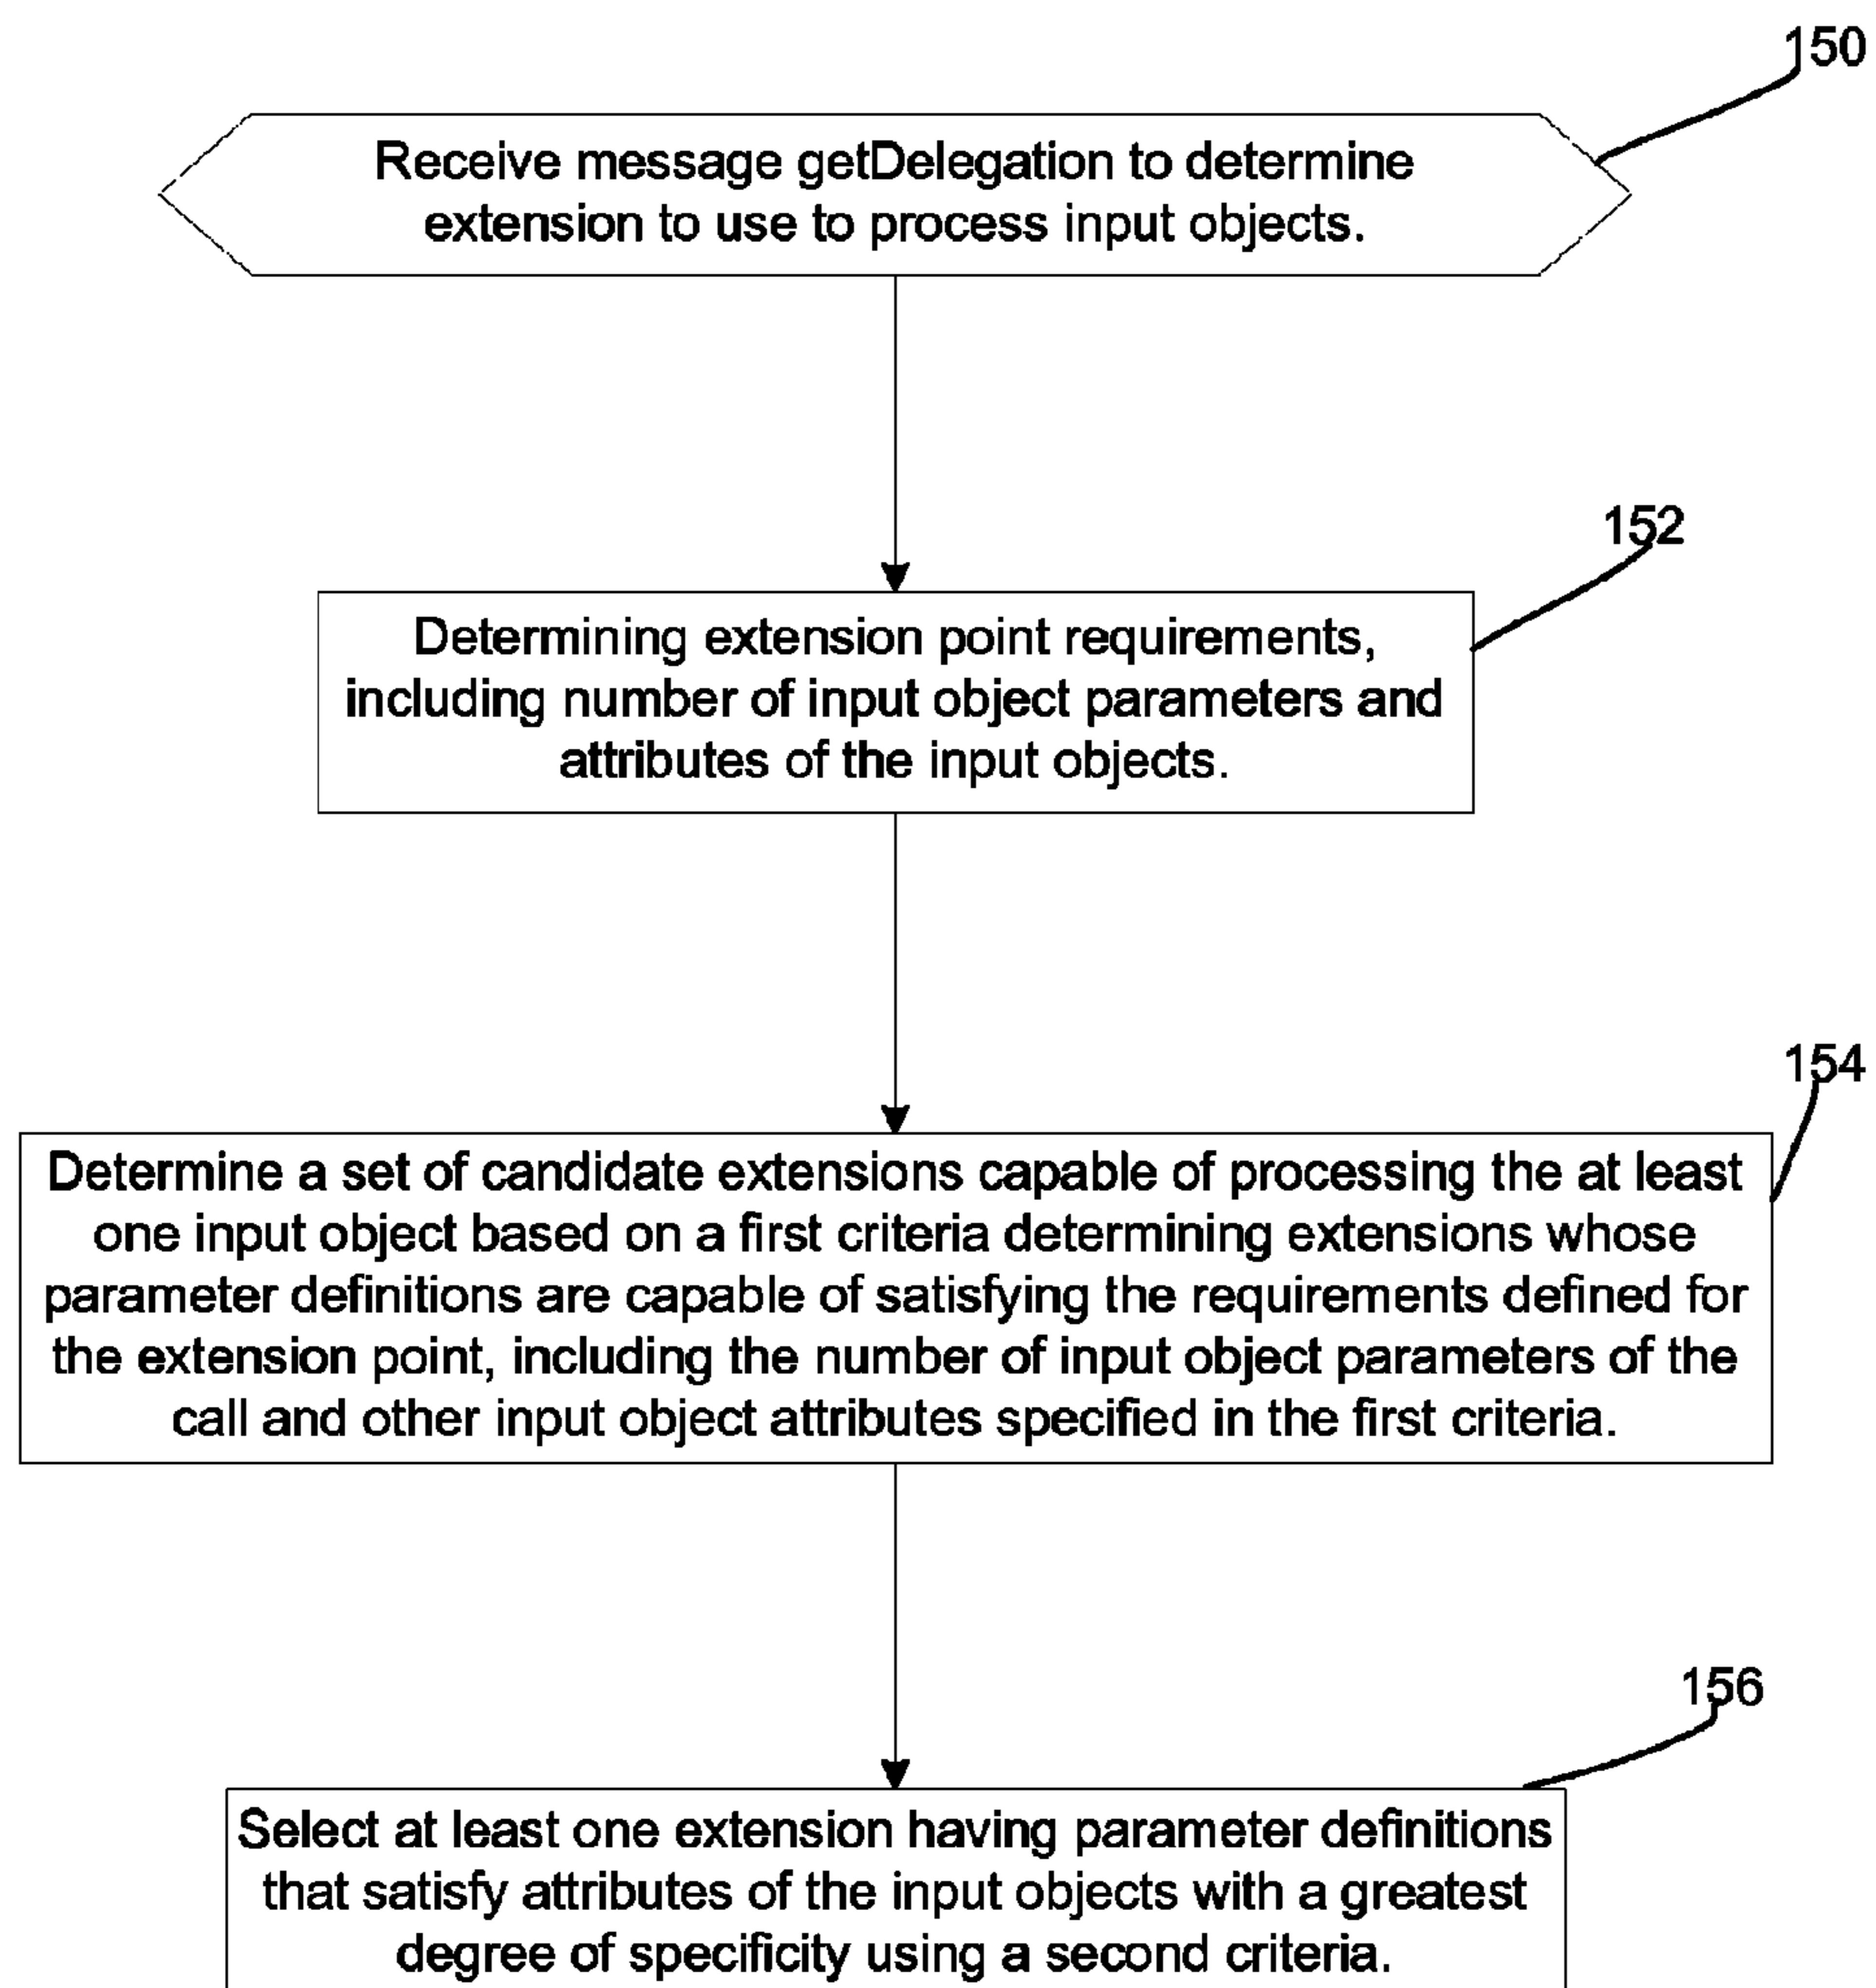 150
Receive message getDelegation to determine
extension to use to process input objects.
152
Determining extension point requirements,
including number of input object parameters and
attributes of the input objects.
154
Determine a set of candidate extensions capable of processing the at least
one input object based on a first criteria determining extensions whose
parameter definitions are capable of satisfying the requirements defined for
the extension point, including the number of input object parameters of the
call and other input object attributes specified in the first criteria.
156
Select at least one extension having parameter definitions
that satisfy attributes of the input objects with a greatest
degree of specificity using a second criteria.